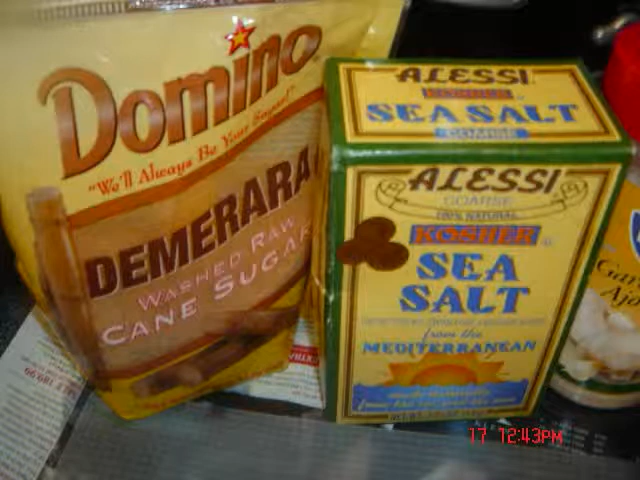 Domino
"We'll Always Be Your Sugar!"
DEMERARA
WASHED RAW
CANE SUGAR
ALESSI
KOSHER
SEA SALT
COARSE
ALESSI
COARSE
100% NATURAL
KOSHER
SEA
SALT
from the
MEDITERRANEAN
17 12:43PM